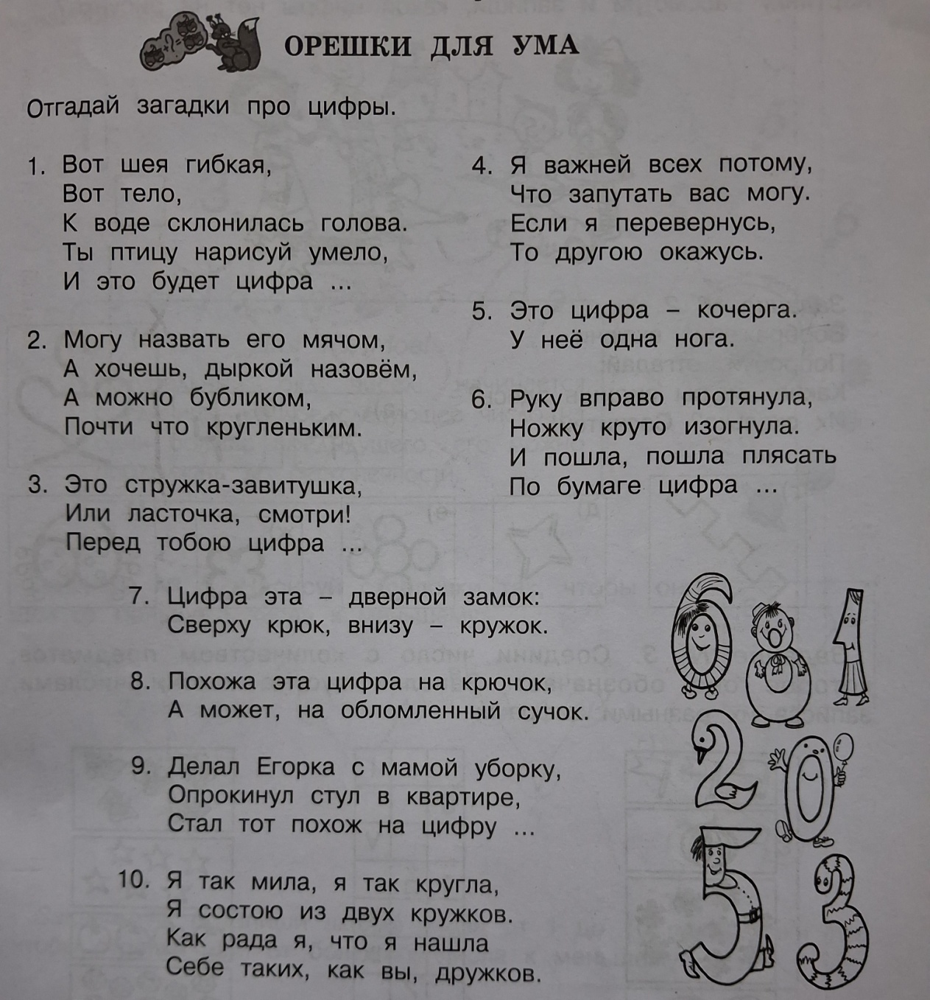 ОРЕШКИ ДЛЯ УМА
Отгадай загадки про цифры.
1. Вот шея гибкая,
Вот тело,
К воде склонилась голова.
Ты птицу нарисуй умело,
И это будет цифра ...
2. Могу назвать его мячом,
А хочешь, дыркой назовём,
А можно бубликом,
Почти что кругленьким.
3. Это стружка-завитушка,
Или ласточка, смотри!
Перед тобою цифра ...
4. Я важней всех потому,
Что запутать вас могу.
Если я перевернусь,
То другою окажусь.
5. Это цифра – кочерга.
У неё одна нога.
6. Руку вправо протянула,
Ножку круто изогнула.
И пошла, пошла плясать
По бумаге цифра ...
7. Цифра эта – дверной замок:
Сверху крюк, внизу – кружок.
8. Похожа эта цифра на крючок,
А может, на обломленный сучок.
9. Делал Егорка с мамой уборку,
Опрокинул стул в квартире,
Стал тот похож на цифру ...
10. Я так мила, я так кругла,
Я состою из двух кружков.
Как рада я, что я нашла
Себе таких, как вы, дружков.
6 8 1
2 0
5 3